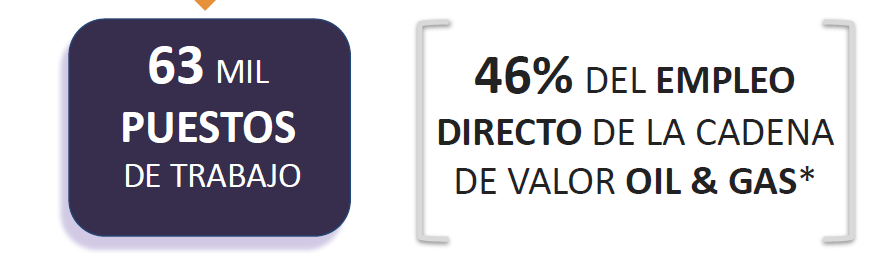 63 MIL
PUESTOS
DE TRABAJO
46% DEL EMPLEO
DIRECTO DE LA CADENA
DE VALOR OIL & GAS*